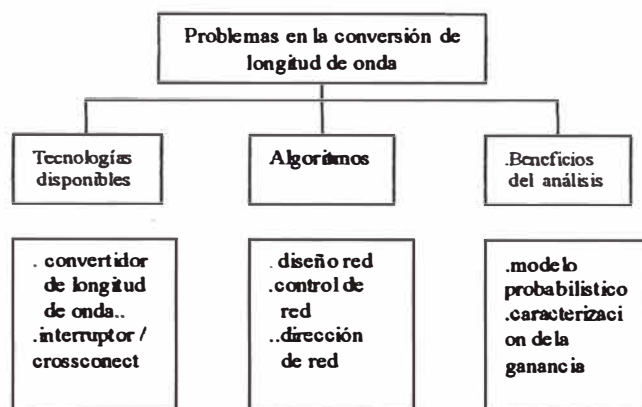 Problemas en la conversión de
longitud de onda
Tecnologías
disponibles
Algoritmos
.Beneficios
del análisis
. convertidor
de longitud
de onda..
.interruptor /
crossconect
. diseño red
.control de
red
..dirección
de red
.modelo
probabilistico
.caracterizaci
on de la
ganancia